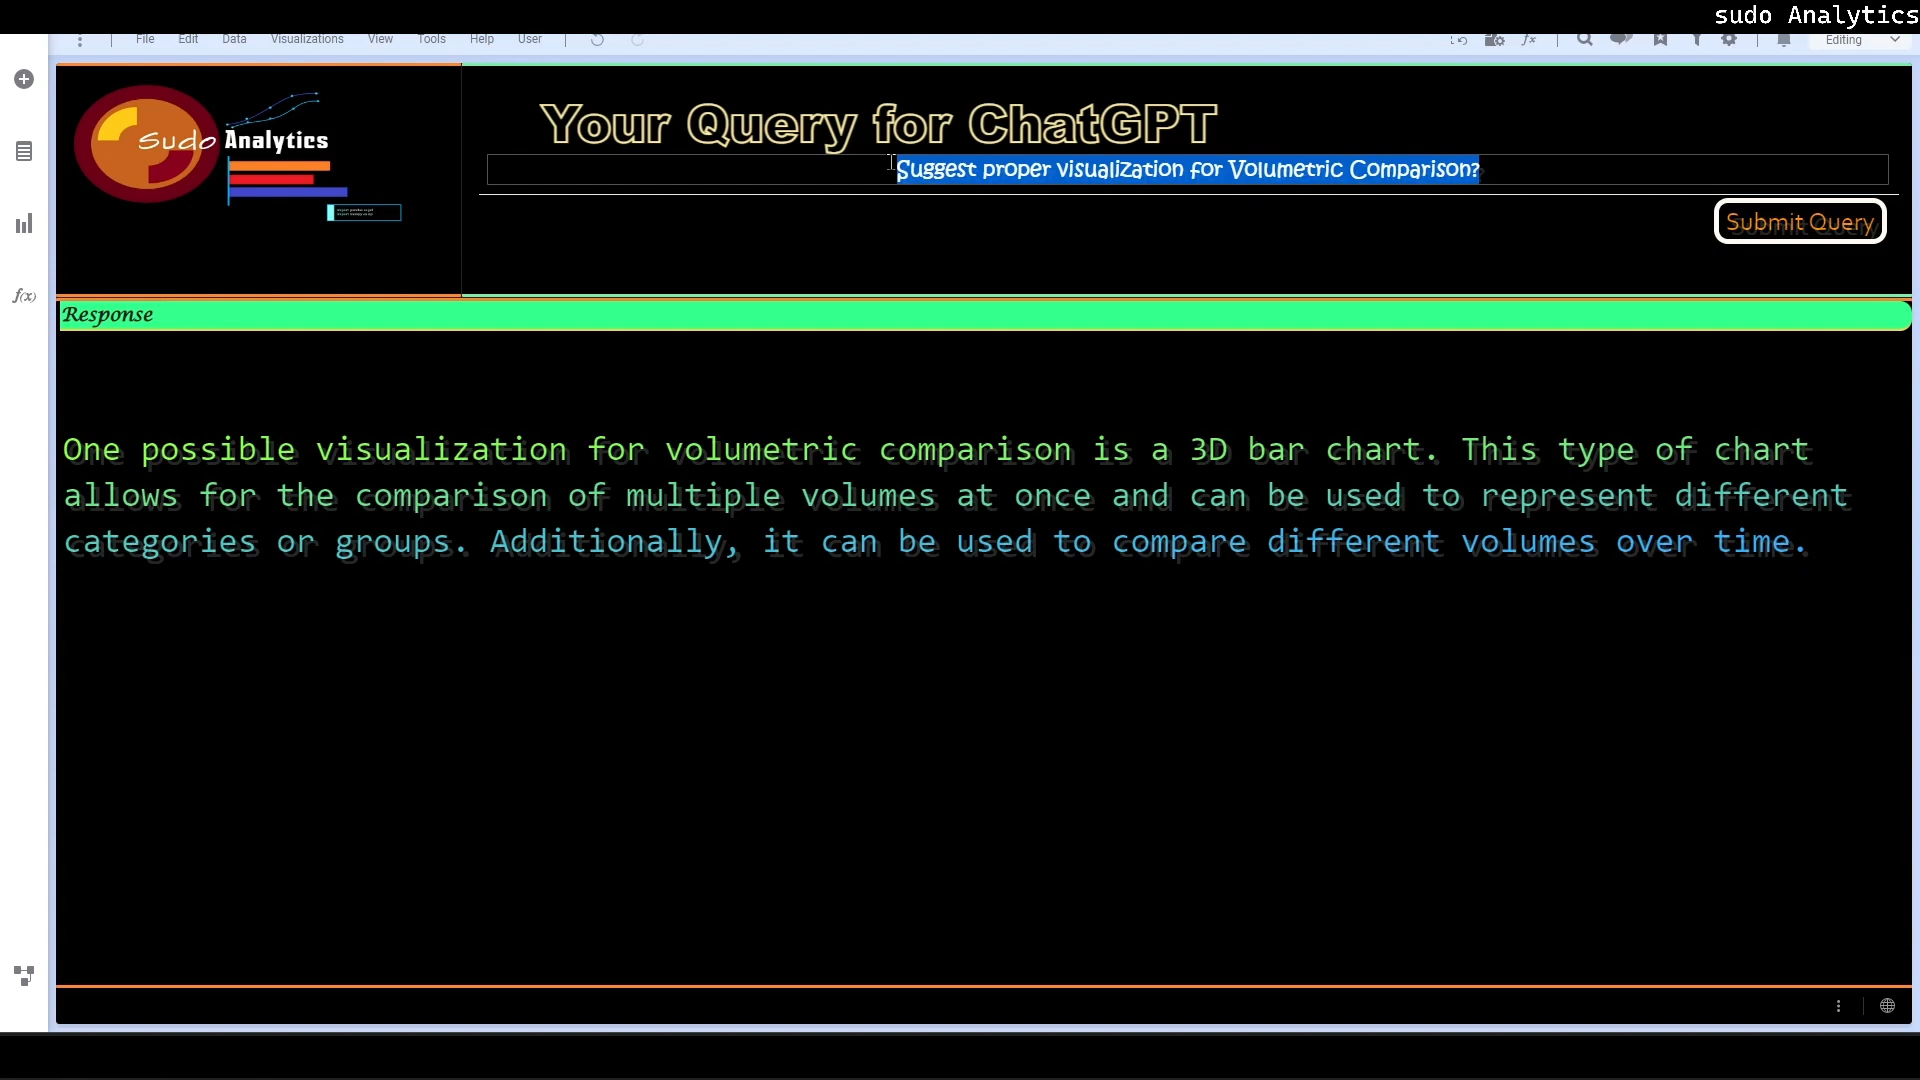 sudo Analytics
File Edit Data Visualizations View Tools Help User
Editing
Sudo Analytics
Your Query for ChatGPT
Suggest proper visualization for Volumetric Comparison?
Submit Query
f(x)
Response
One possible visualization for volumetric comparison is a 3D bar chart. This type of chart
allows for the comparison of multiple volumes at once and can be used to represent different
categories or groups. Additionally, it can be used to compare different volumes over time.